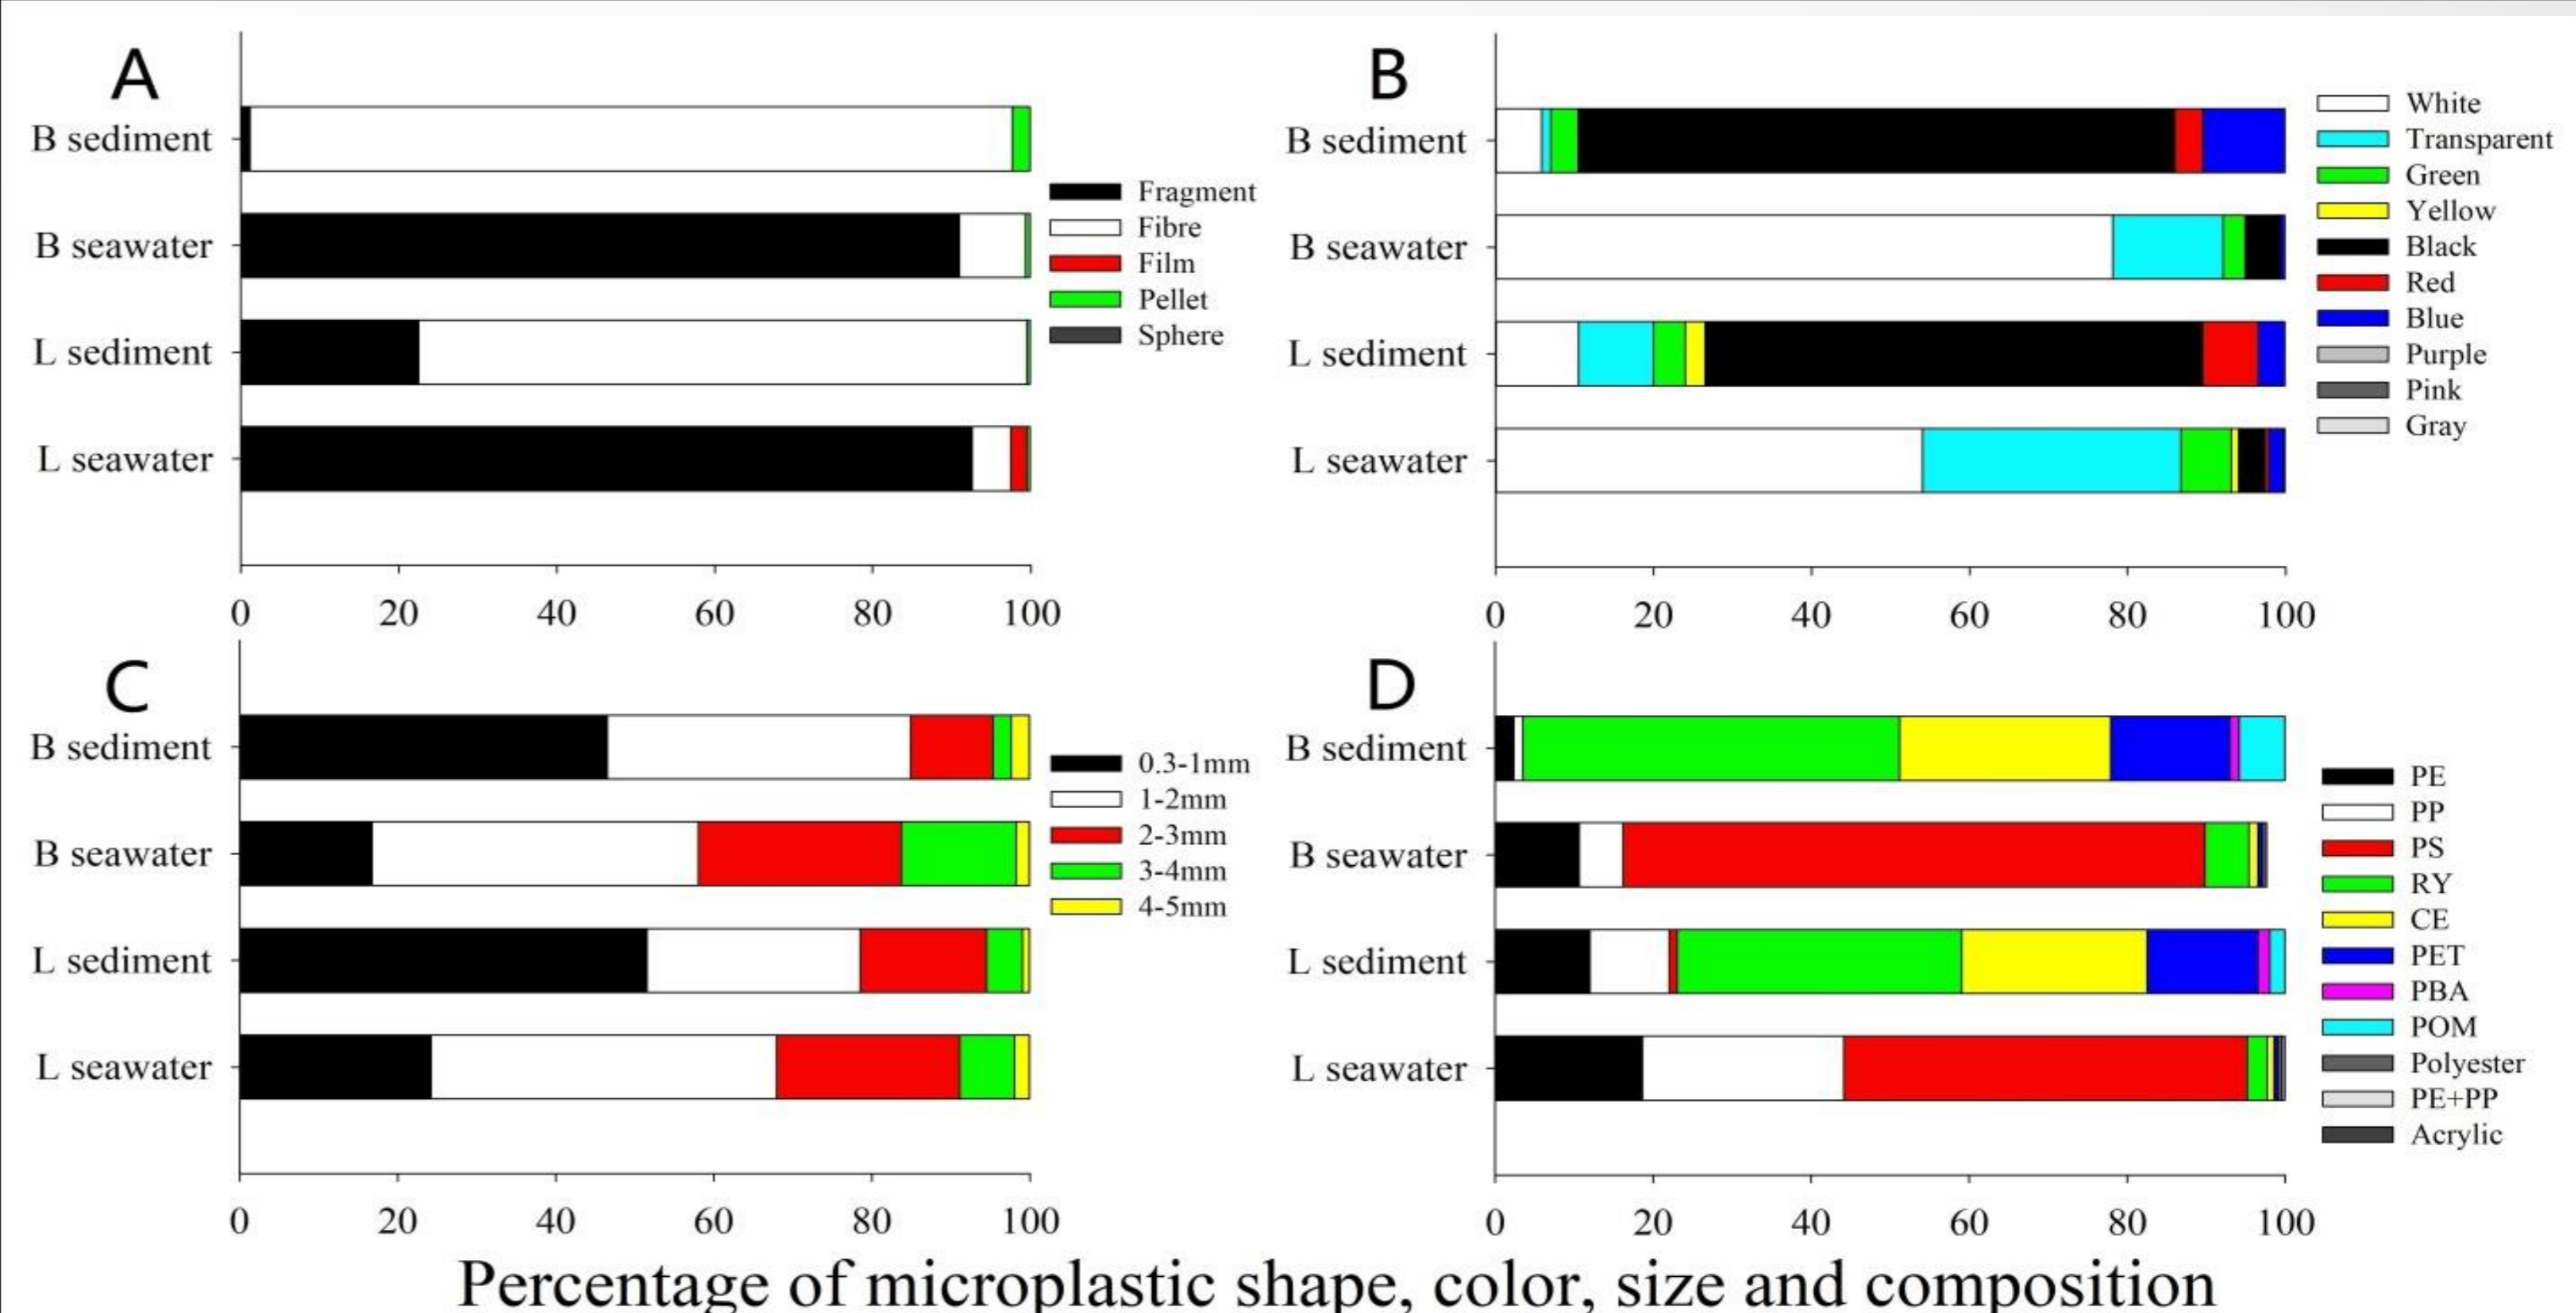 A
B sediment
B seawater
L sediment
L seawater
Fragment
Fibre
Film
Pellet
Sphere
0 20 40 60 80 100
B
B sediment
B seawater
L sediment
L seawater
White
Transparent
Green
Yellow
Black
Red
Blue
Purple
Pink
Gray
0 20 40 60 80 100
C
B sediment
B seawater
L sediment
L seawater
0.3-1mm
1-2mm
2-3mm
3-4mm
4-5mm
0 20 40 60 80 100
D
B sediment
B seawater
L sediment
L seawater
PE
PP
PS
RY
CE
PET
PBA
POM
Polyester
PE+PP
Acrylic
0 20 40 60 80 100
Percentage of microplastic shape, color, size and composition